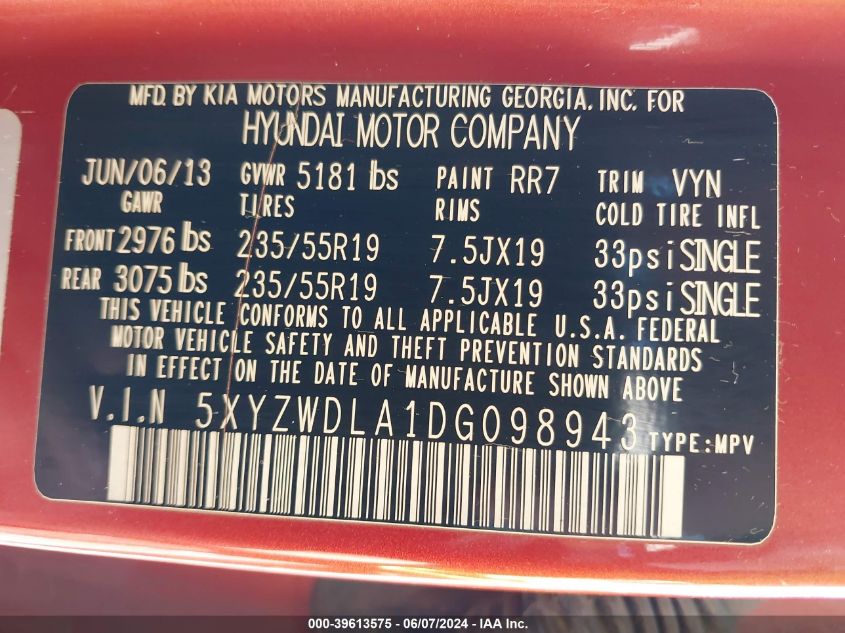 MFD. BY KIA MOTORS MANUFACTURING GEORGIA, INC. FOR
HYUNDAI MOTOR COMPANY
JUN/06/13 GVWR 5181 lbs PAINT RR7 TRIM VYN
GAWR TIRES RIMS COLD TIRE INFL
FRONT 2976 lbs 235/55R19 7.5JX19 33psi SINGLE
REAR 3075 lbs 235/55R19 7.5JX19 33psi SINGLE
THIS VEHICLE CONFORMS TO ALL APPLICABLE U.S.A. FEDERAL
MOTOR VEHICLE SAFETY AND THEFT PREVENTION STANDARDS
IN EFFECT ON THE DATE OF MANUFACTURE SHOWN ABOVE
V.I.N 5XYZWDLA1DG098943 TYPE:MPV
000-39613575 - 06/07/2024 - IAA Inc.